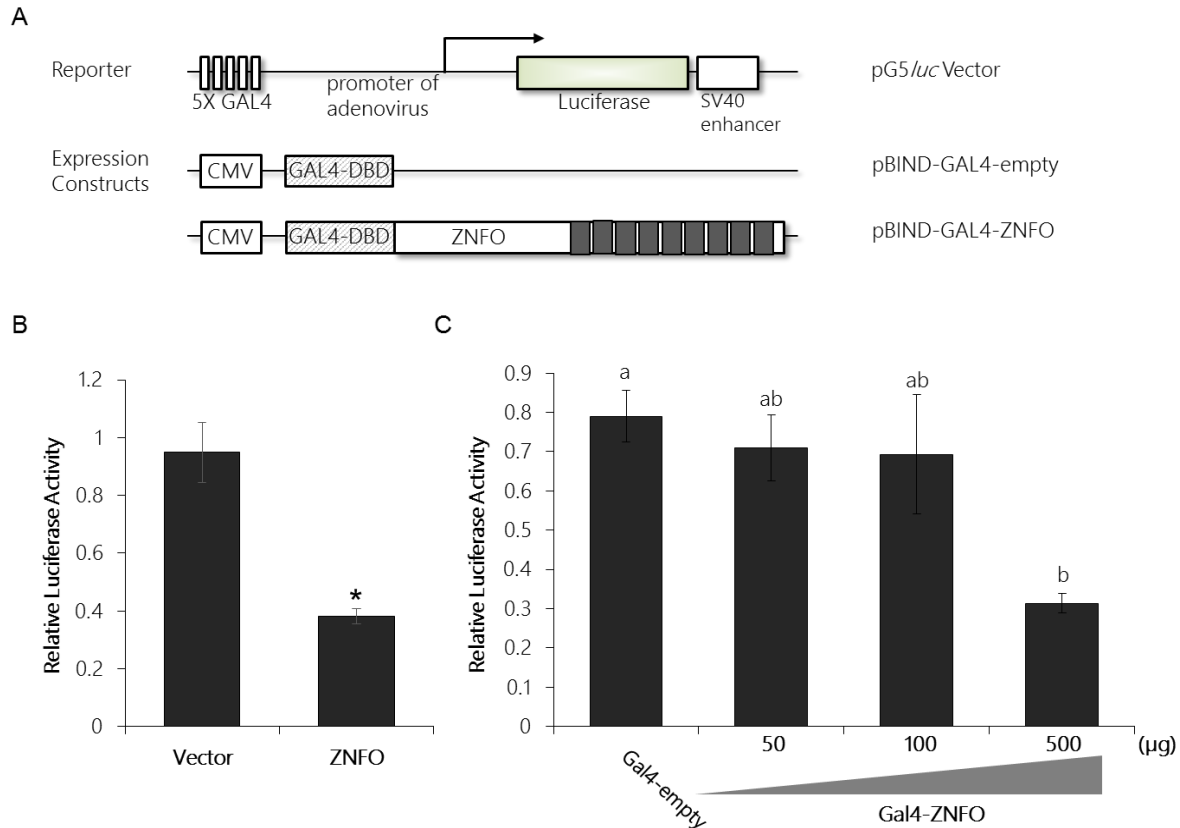 A
Reporter
5X GAL4
promoter of
adenovirus
Luciferase
SV40
enhancer
pG5luc Vector
Expression
Constructs
CMV
GAL4-DBD
pBIND-GAL4-empty
CMV
GAL4-DBD
ZNFO
pBIND-GAL4-ZNFO
B
Relative Luciferase Activity
1.2
1
0.8
0.6
0.4
0.2
0
*
Vector
ZNFO
C
Relative Luciferase Activity
0.9
0.8
0.7
0.6
0.5
0.4
0.3
0.2
0.1
0
a
ab
ab
b
Gal4-empty
50
100
500
(µg)
Gal4-ZNFO